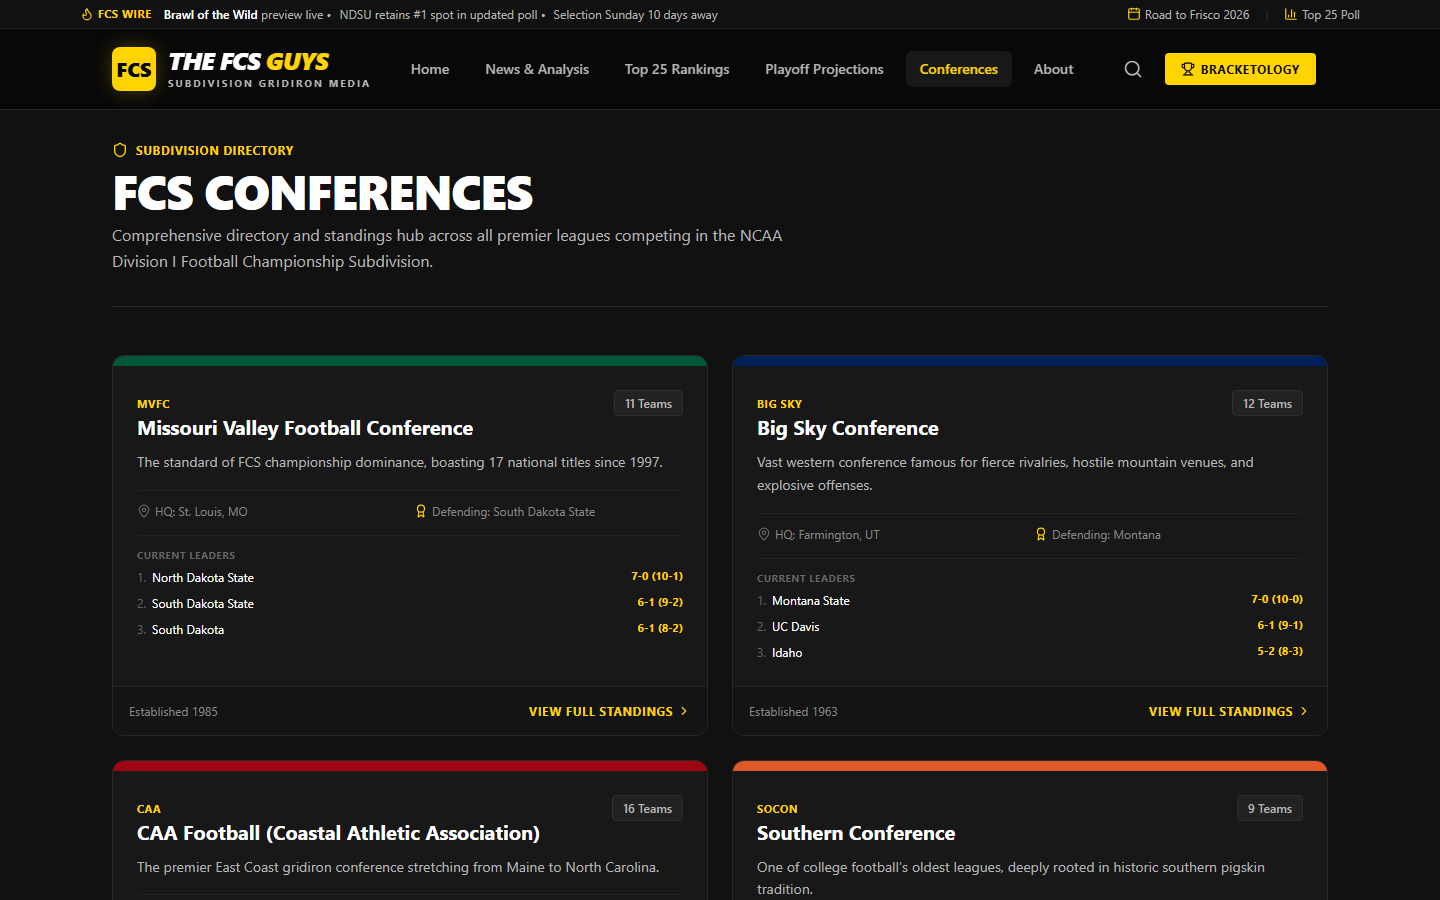 FCS WIRE Brawl of the Wild preview live • NDSU retains #1 spot in updated poll • Selection Sunday 10 days away Road to Frisco 2026 | Top 25 Poll
FCS THE FCS GUYS
SUBDIVISION GRIDIRON MEDIA
Home News & Analysis Top 25 Rankings Playoff Projections Conferences About BRACKETOLOGY
SUBDIVISION DIRECTORY
FCS CONFERENCES
Comprehensive directory and standings hub across all premier leagues competing in the NCAA
Division I Football Championship Subdivision.
MVFC
11 Teams
Missouri Valley Football Conference
The standard of FCS championship dominance, boasting 17 national titles since 1997.
HQ: St. Louis, MO Defending: South Dakota State
CURRENT LEADERS
1. North Dakota State 7-0 (10-1)
2. South Dakota State 6-1 (9-2)
3. South Dakota 6-1 (8-2)
Established 1985 VIEW FULL STANDINGS
BIG SKY
12 Teams
Big Sky Conference
Vast western conference famous for fierce rivalries, hostile mountain venues, and
explosive offenses.
HQ: Farmington, UT Defending: Montana
CURRENT LEADERS
1. Montana State 7-0 (10-0)
2. UC Davis 6-1 (9-1)
3. Idaho 5-2 (8-3)
Established 1963 VIEW FULL STANDINGS
CAA
16 Teams
CAA Football (Coastal Athletic Association)
The premier East Coast gridiron conference stretching from Maine to North Carolina.
SOCON
9 Teams
Southern Conference
One of college football's oldest leagues, deeply rooted in historic southern pigskin
tradition.